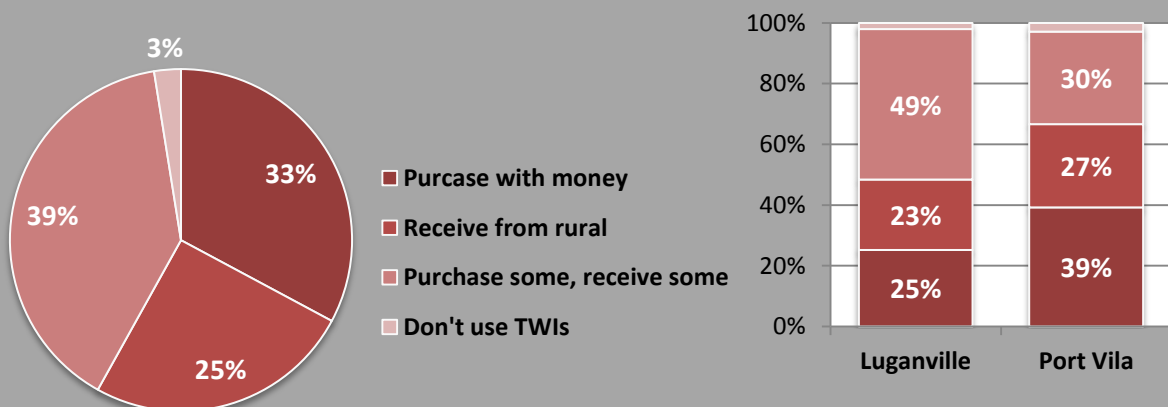 3%
33%
39%
25%
Purcase with money
Receive from rural
Purchase some, receive some
Don't use TWIs
100%
80%
60%
40%
20%
0%
49%
23%
25%
30%
27%
39%
Luganville
Port Vila